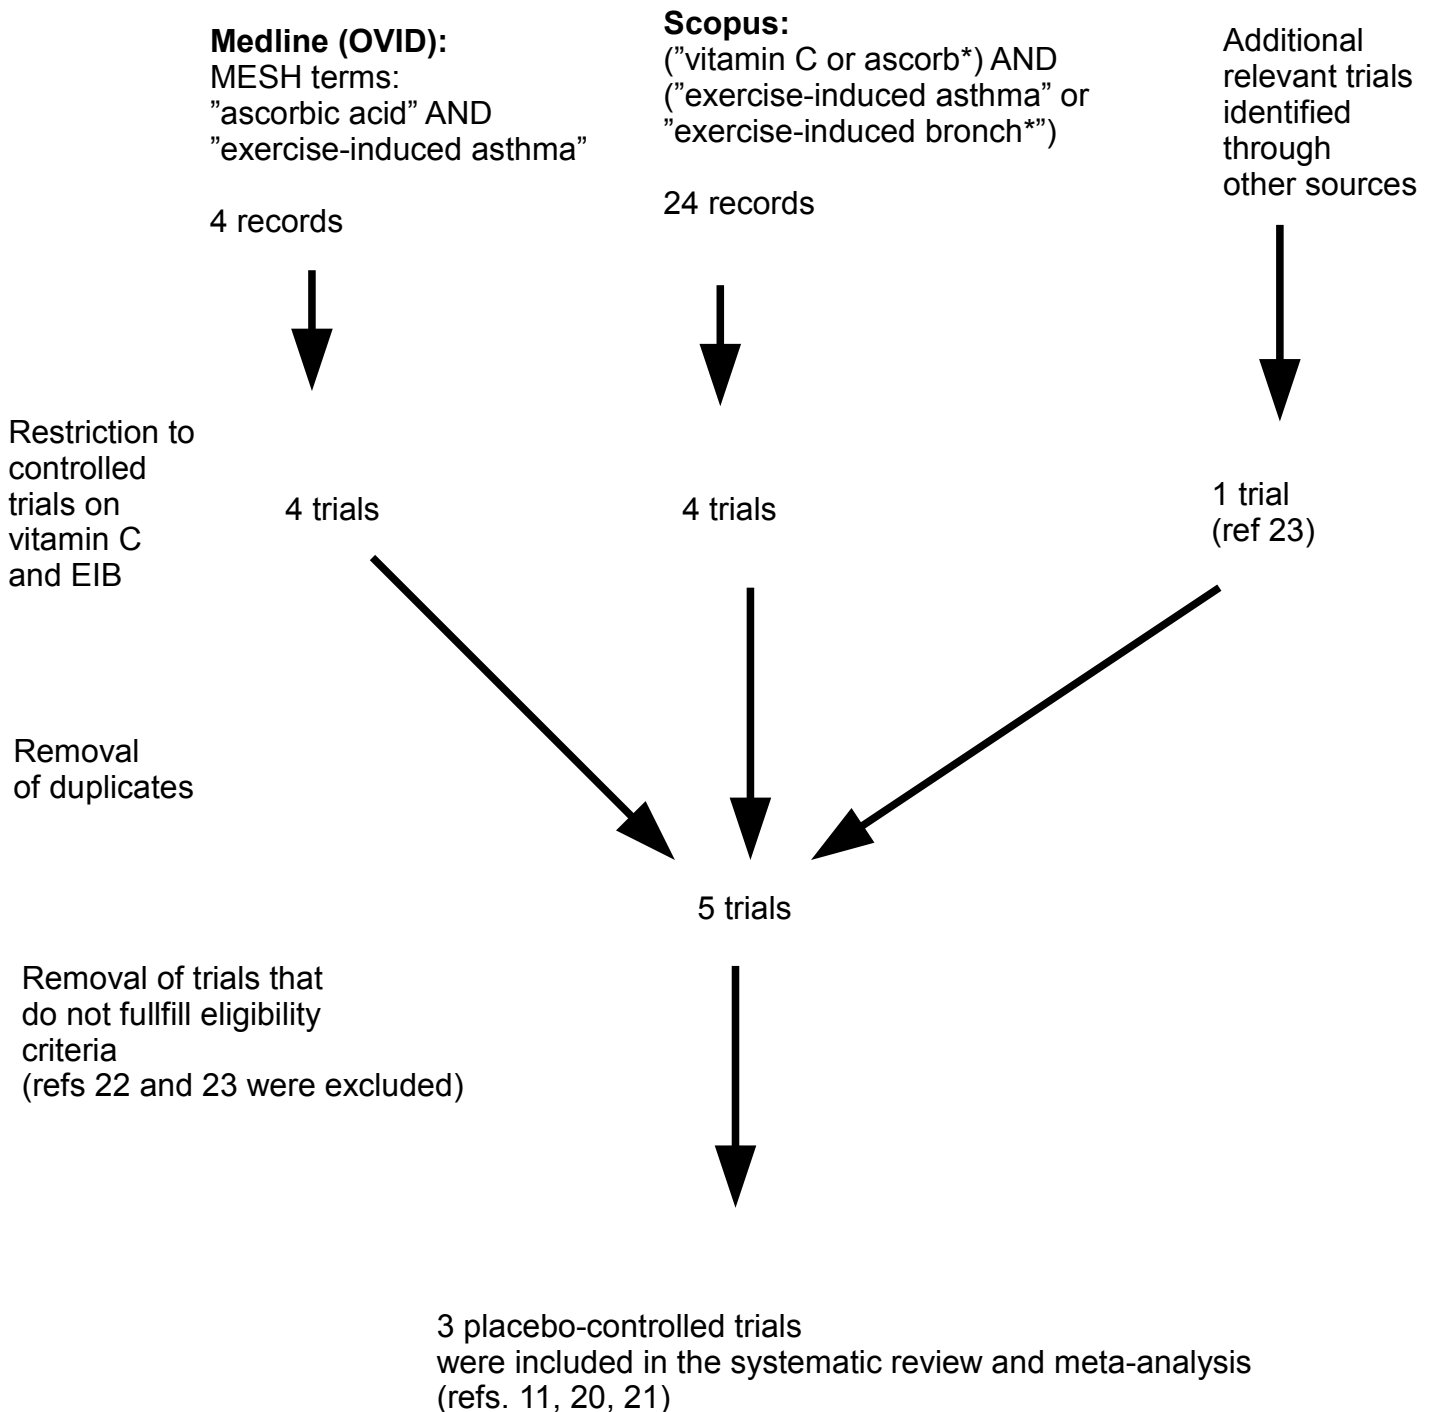 Medline (OVID):
MESH terms:
”ascorbic acid” AND
”exercise-induced asthma”
4 records
Scopus:
(”vitamin C or ascorb*) AND
(”exercise-induced asthma” or
”exercise-induced bronch*”)
24 records
Additional
relevant trials
identified
through
other sources
Restriction to
controlled
trials on
vitamin C
and EIB
4 trials
4 trials
1 trial
(ref 23)
Removal
of duplicates
5 trials
Removal of trials that
do not fullfill eligibility
criteria
(refs 22 and 23 were excluded)
3 placebo-controlled trials
were included in the systematic review and meta-analysis
(refs. 11, 20, 21)